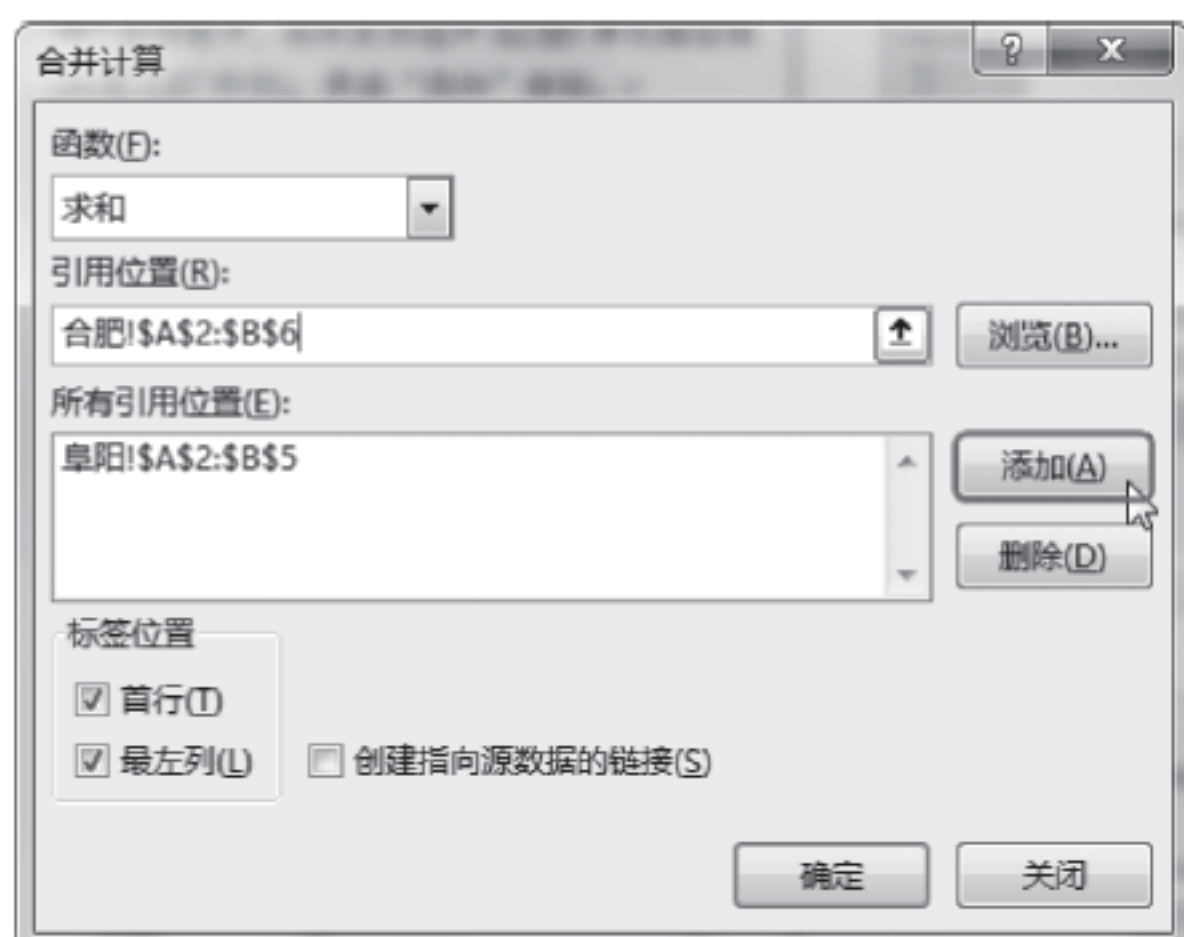 合并计算
函数(F):
求和
引用位置(R):
合肥!$A$2:$B$6
浏览(B)...
所有引用位置(E):
阜阳!$A$2:$B$5
添加(A)
删除(D)
标签位置
首行(T)
最左列(L)
创建指向源数据的链接(S)
确定
关闭